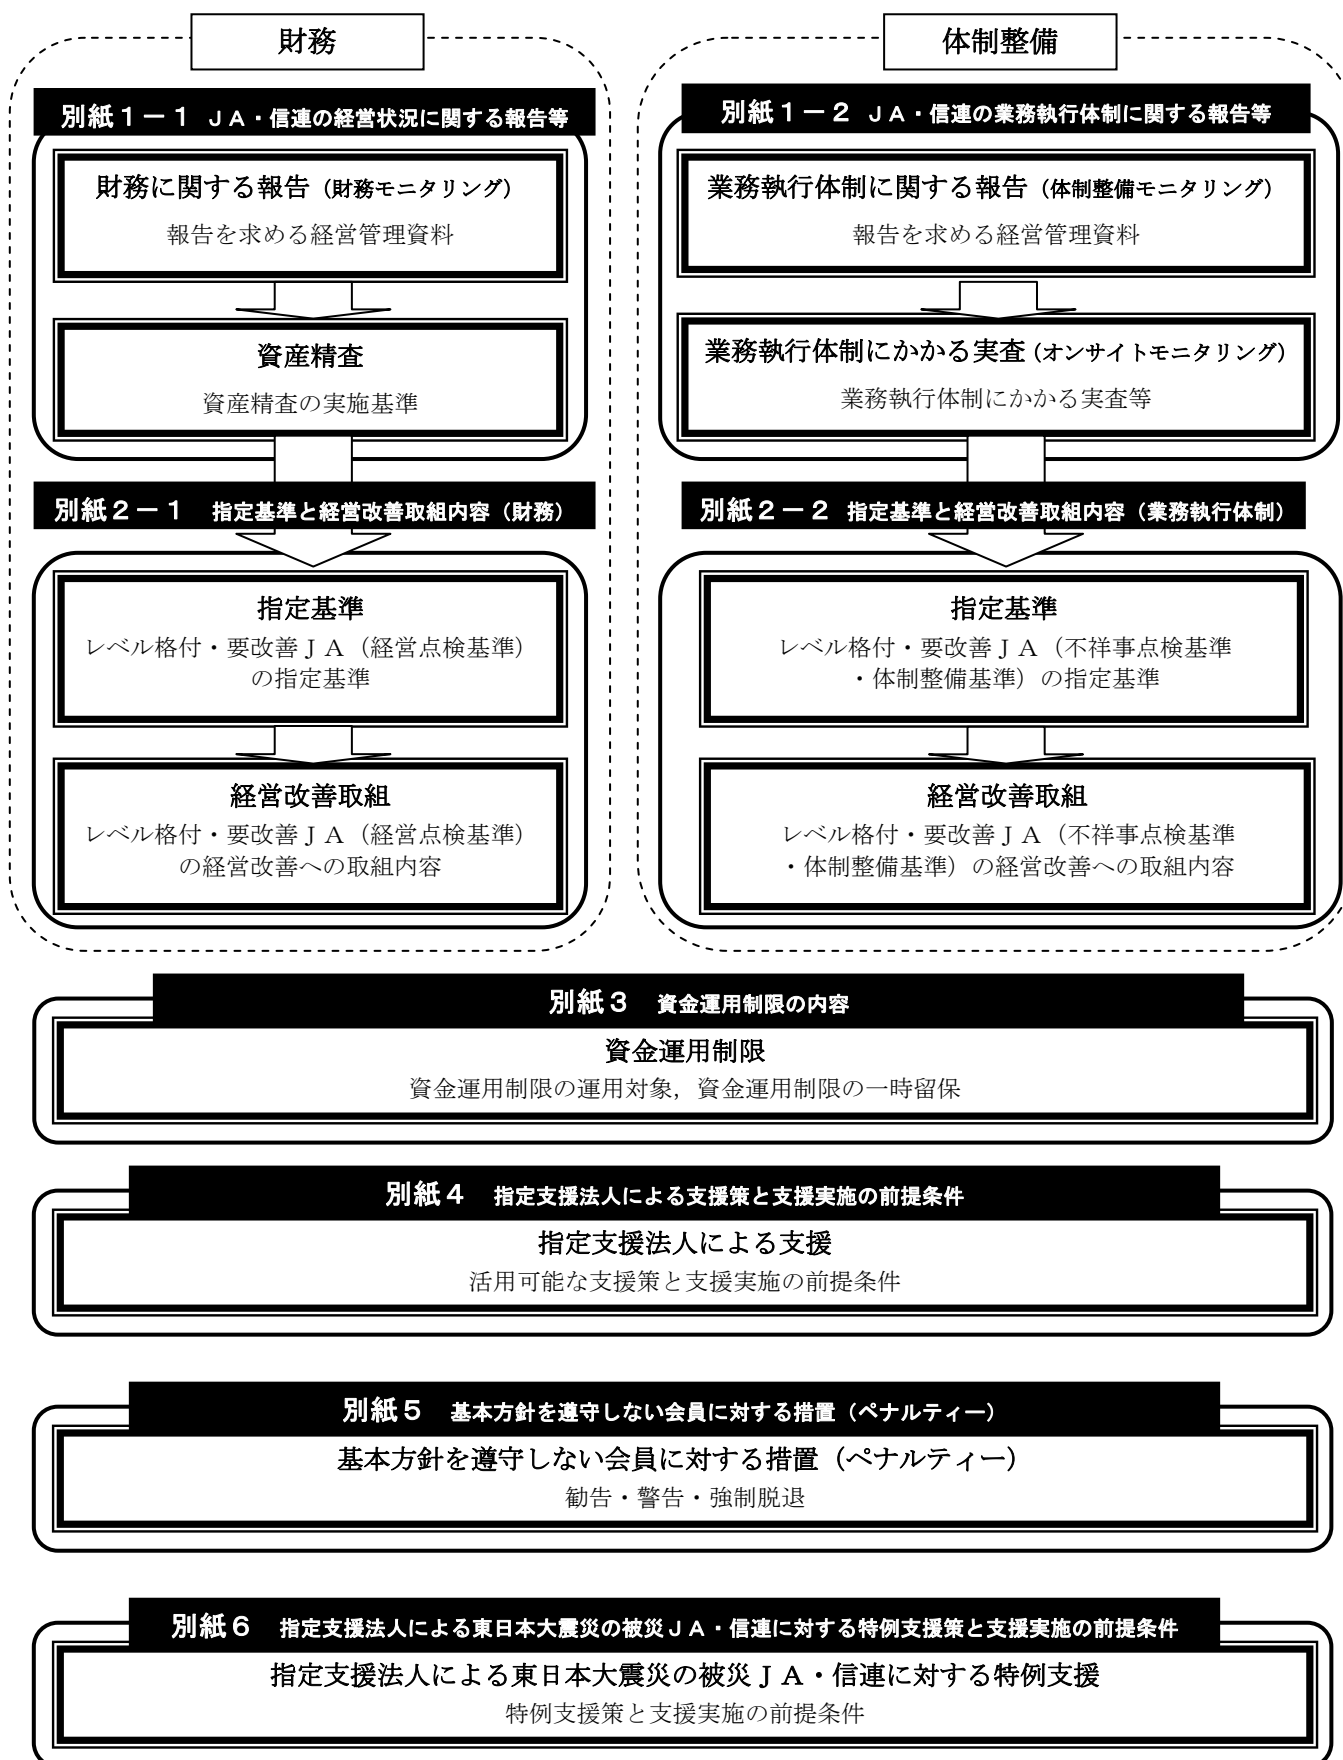 財務
別紙１－１ ＪＡ・信連の経営状況に関する報告等
財務に関する報告（財務モニタリング）
報告を求める経営管理資料
資産精査
資産精査の実施基準
別紙２－１ 指定基準と経営改善取組内容（財務）
指定基準
レベル格付・要改善ＪＡ（経営点検基準）
の指定基準
経営改善取組
レベル格付・要改善ＪＡ（経営点検基準）
の経営改善への取組内容
体制整備
別紙１－２ ＪＡ・信連の業務執行体制に関する報告等
業務執行体制に関する報告（体制整備モニタリング）
報告を求める経営管理資料
業務執行体制にかかる実査（オンサイトモニタリング）
業務執行体制にかかる実査等
別紙２－２ 指定基準と経営改善取組内容（業務執行体制）
指定基準
レベル格付・要改善ＪＡ（不祥事点検基準
・体制整備基準）の指定基準
経営改善取組
レベル格付・要改善ＪＡ（不祥事点検基準
・体制整備基準）の経営改善への取組内容
別紙３ 資金運用制限の内容
資金運用制限
資金運用制限の運用対象，資金運用制限の一時留保
別紙４ 指定支援法人による支援策と支援実施の前提条件
指定支援法人による支援
活用可能な支援策と支援実施の前提条件
別紙５ 基本方針を遵守しない会員に対する措置（ペナルティー）
基本方針を遵守しない会員に対する措置（ペナルティー）
勧告・警告・強制脱退
別紙６ 指定支援法人による東日本大震災の被災ＪＡ・信連に対する特例支援策と支援実施の前提条件
指定支援法人による東日本大震災の被災ＪＡ・信連に対する特例支援
特例支援策と支援実施の前提条件